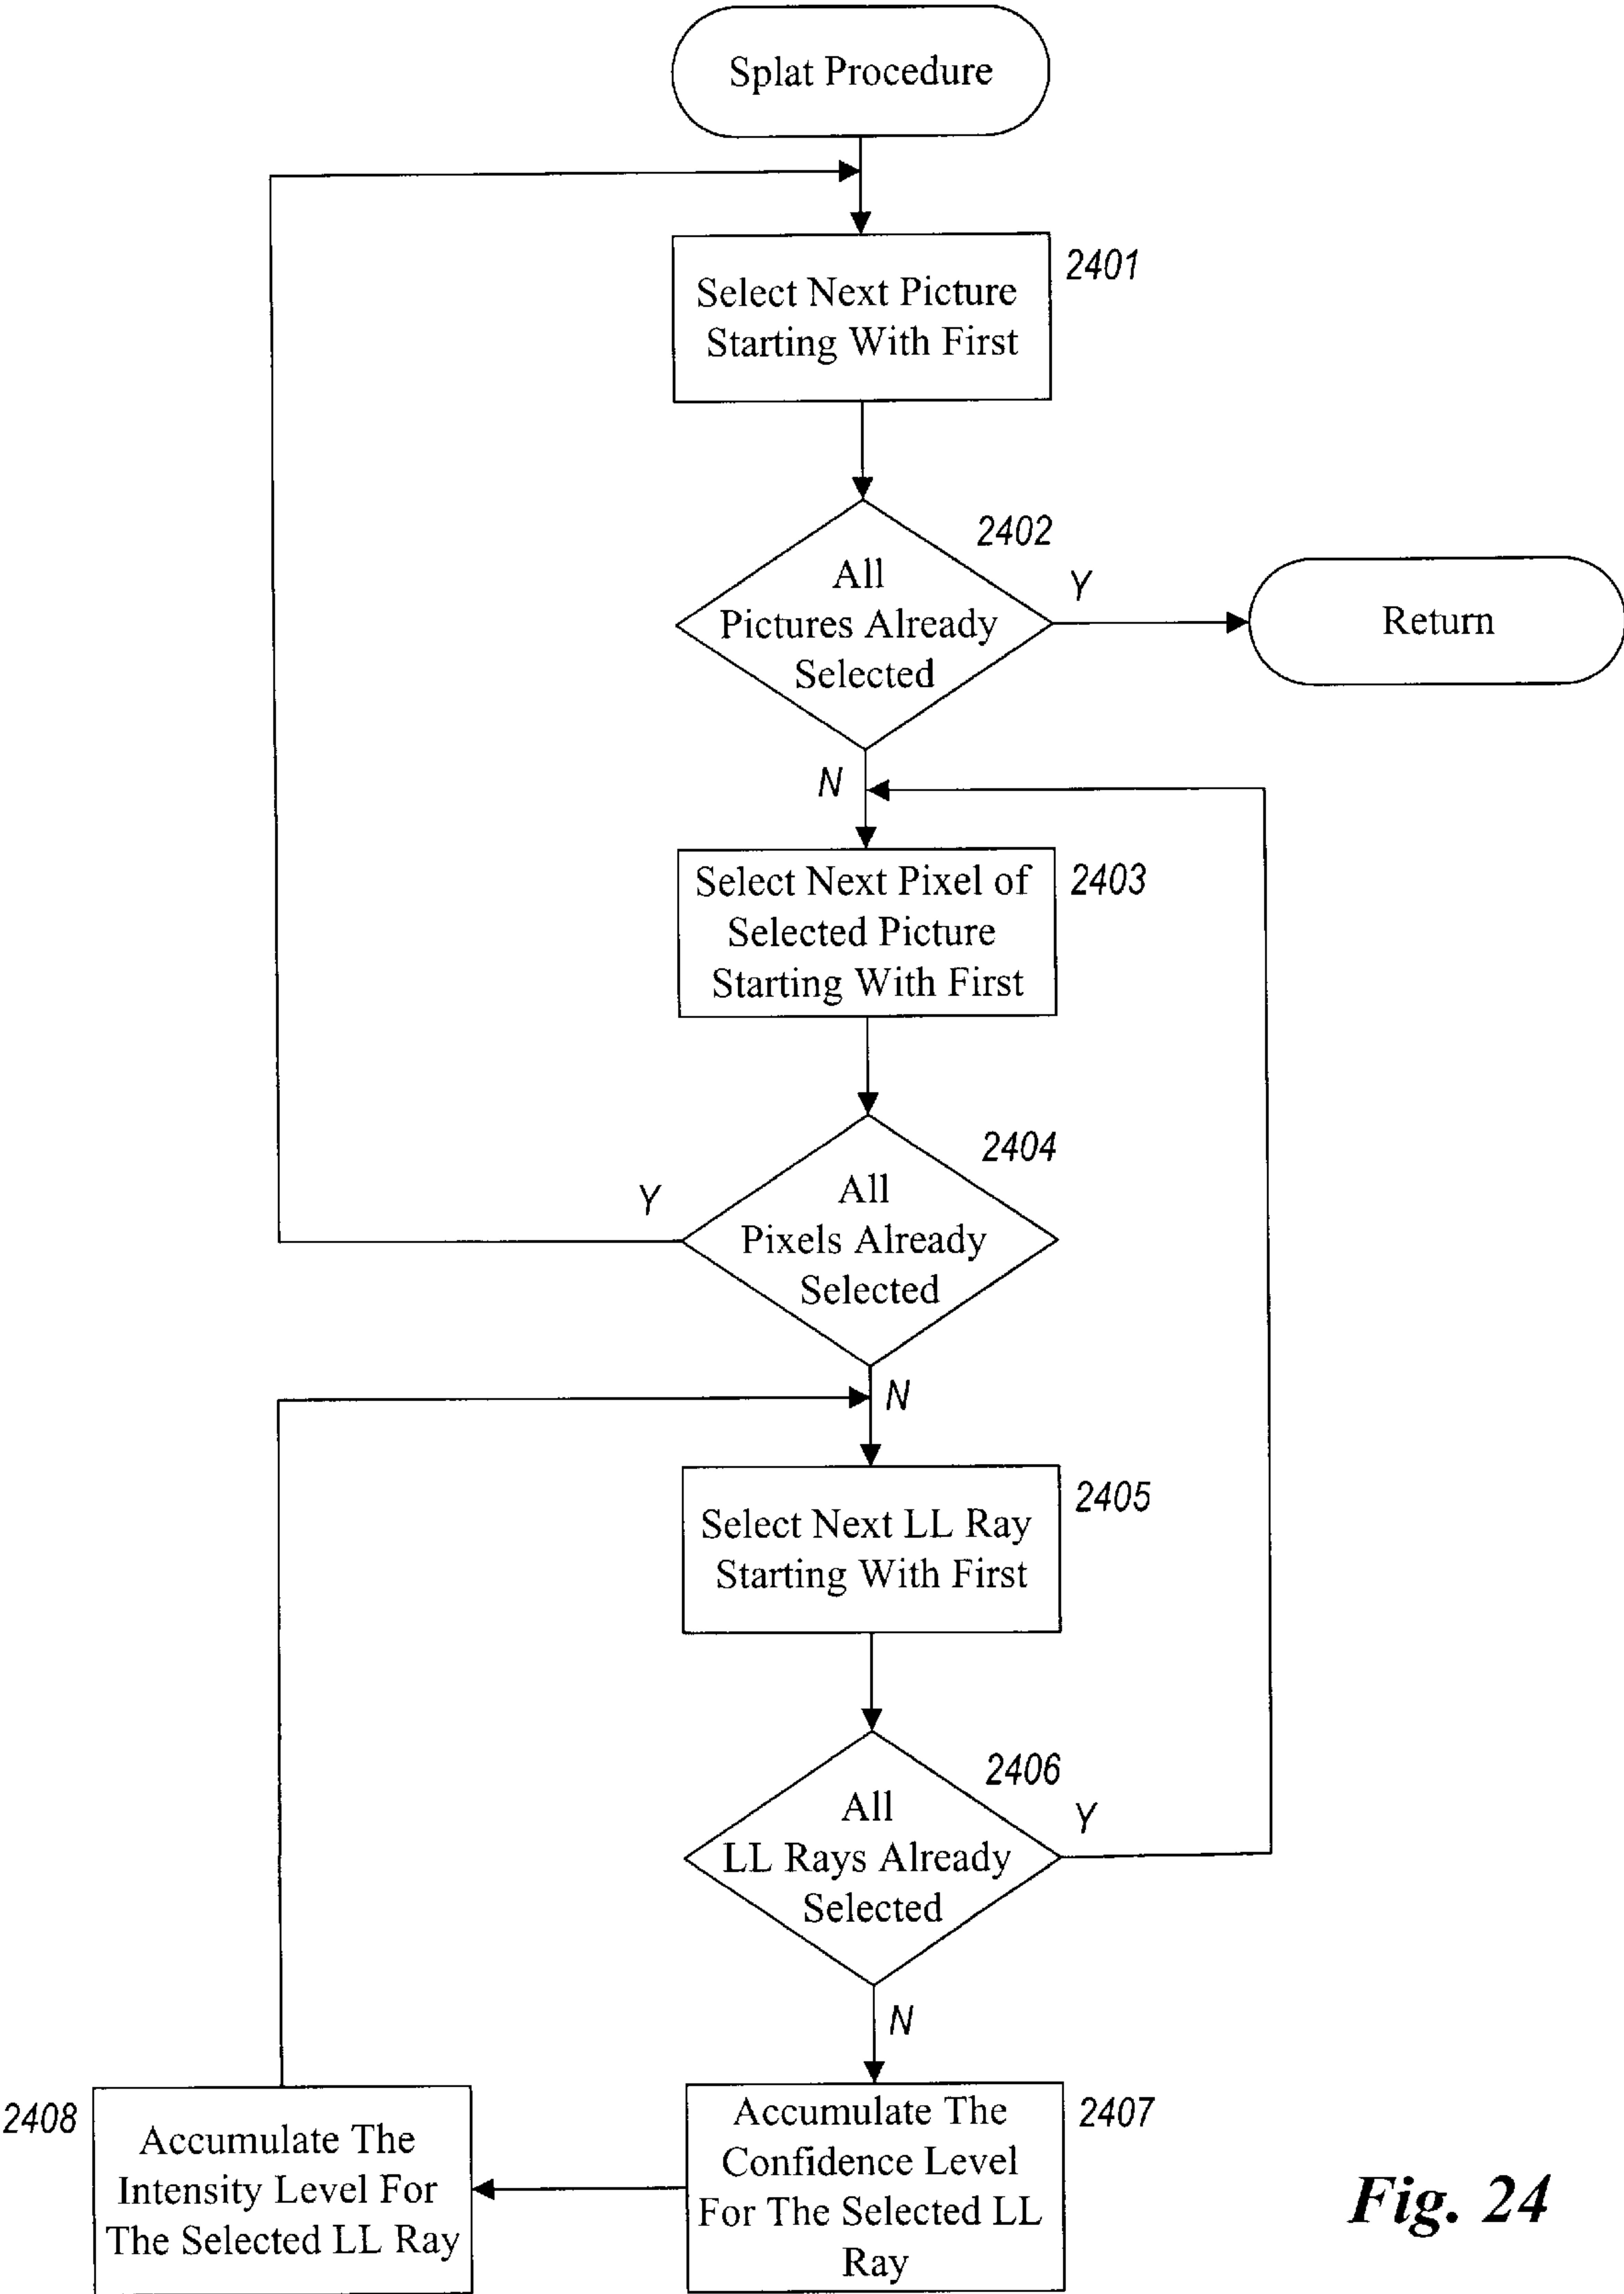 Splat Procedure
2401
Select Next Picture
Starting With First
2402
All
Pictures Already
Selected
Y
Return
N
Select Next Pixel of
Selected Picture
Starting With First
2403
2404
All
Pixels Already
Selected
Y
N
2405
Select Next LL Ray
Starting With First
2406
All
LL Rays Already
Selected
Y
N
2407
Accumulate The
Confidence Level
For The Selected LL
Ray
2408
Accumulate The
Intensity Level For
The Selected LL Ray
Fig. 24